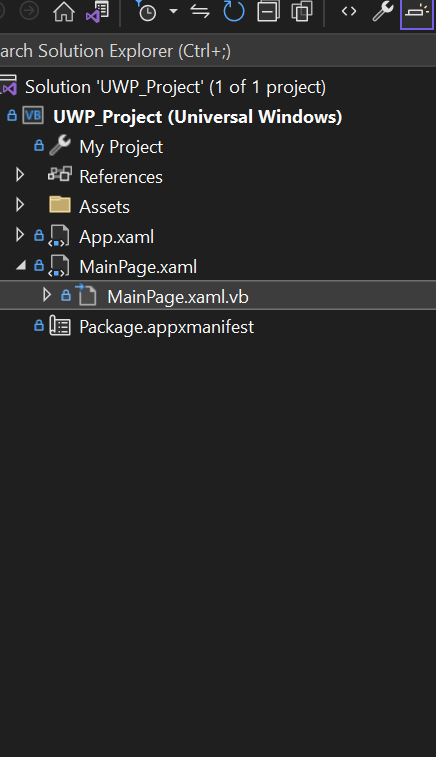 arch Solution Explorer (Ctrl+;)
Solution 'UWP_Project' (1 of 1 project)
VB UWP_Project (Universal Windows)
My Project
References
Assets
App.xaml
MainPage.xaml
MainPage.xaml.vb
Package.appxmanifest